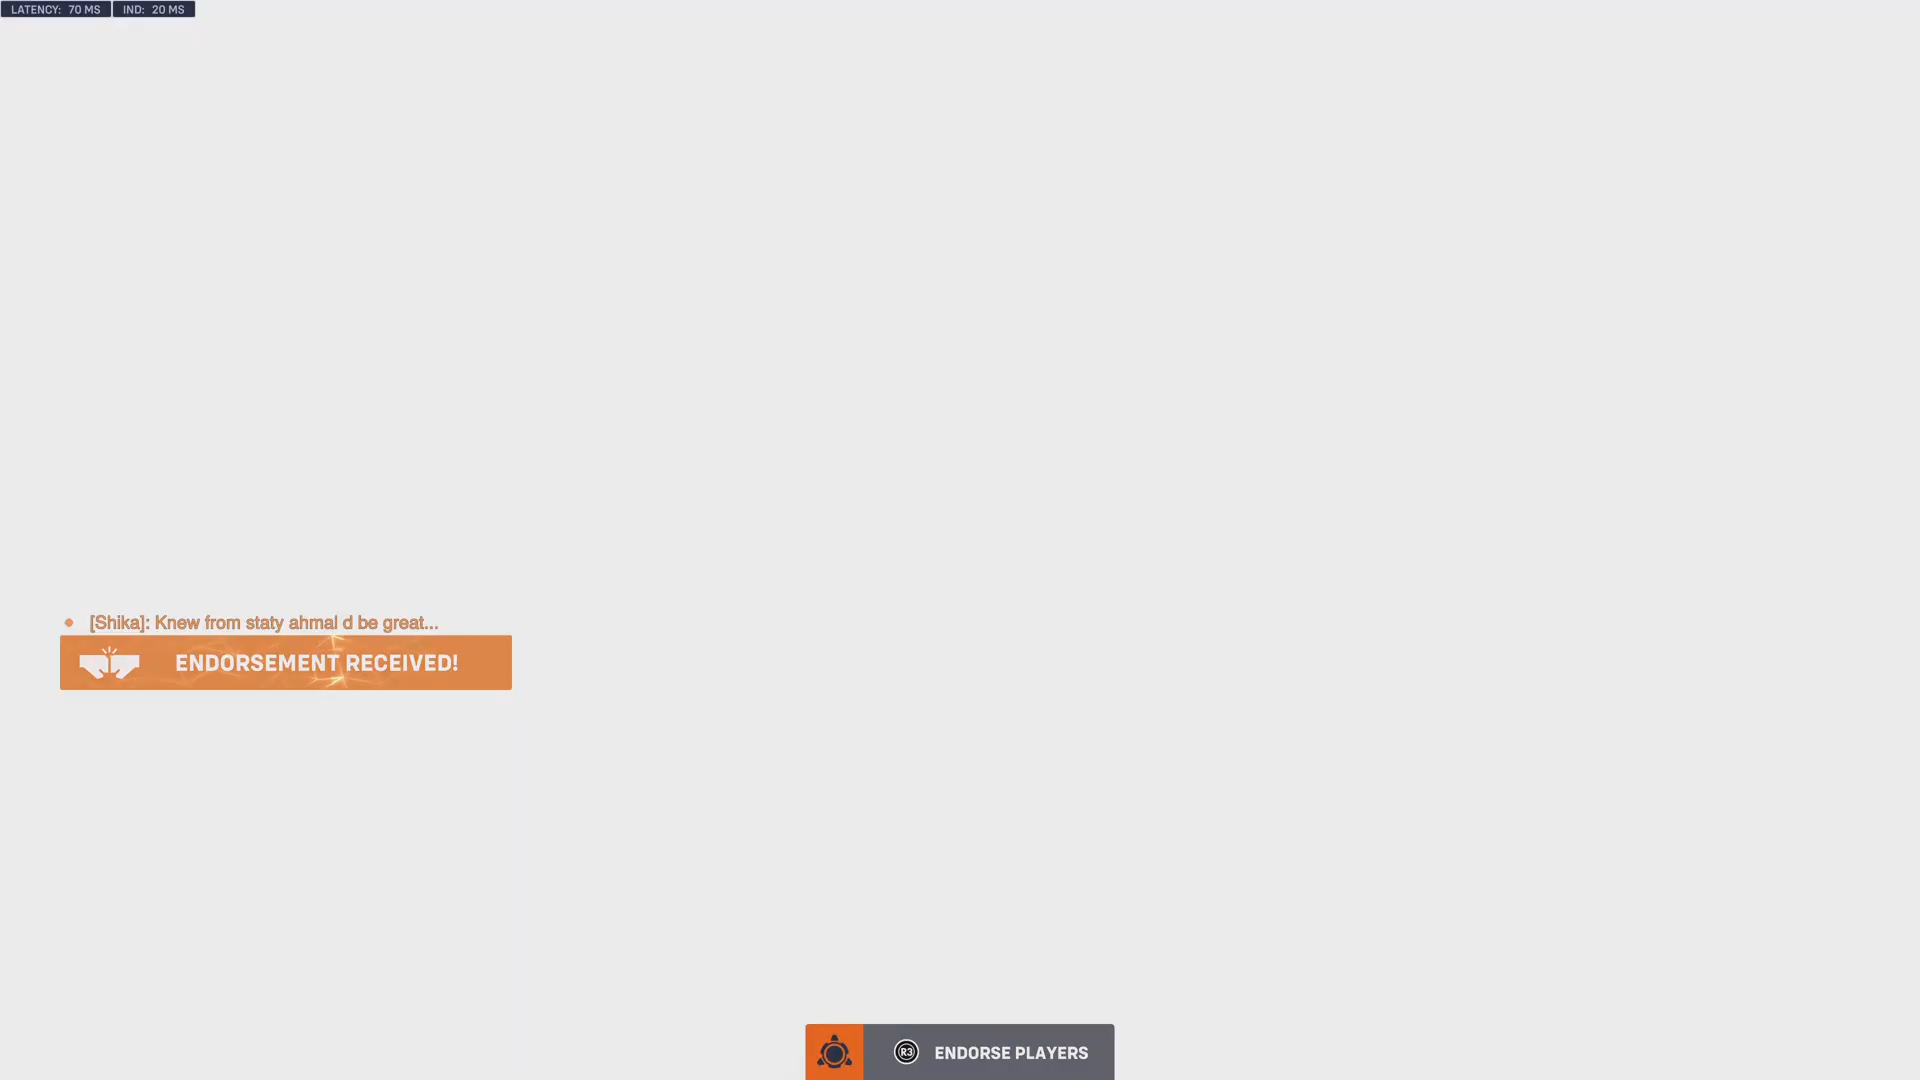 LATENCY: 70 MS IND: 20 MS
[Shika]: Knew from staty ahmal d be great...
ENDORSEMENT RECEIVED!
R3 ENDORSE PLAYERS